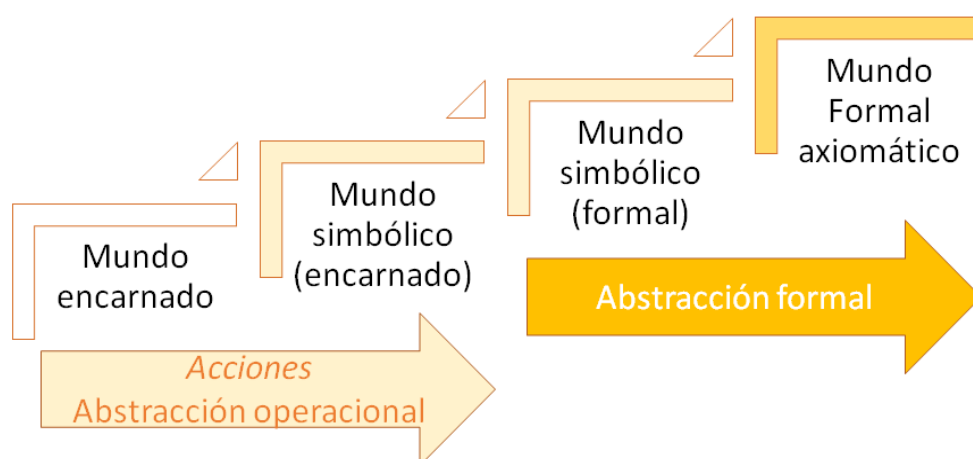 Mundo
encarnado
Mundo
simbólico
(encarnado)
Mundo
simbólico
(formal)
Mundo
Formal
axiomático
Acciones
Abstracción operacional
Abstracción formal